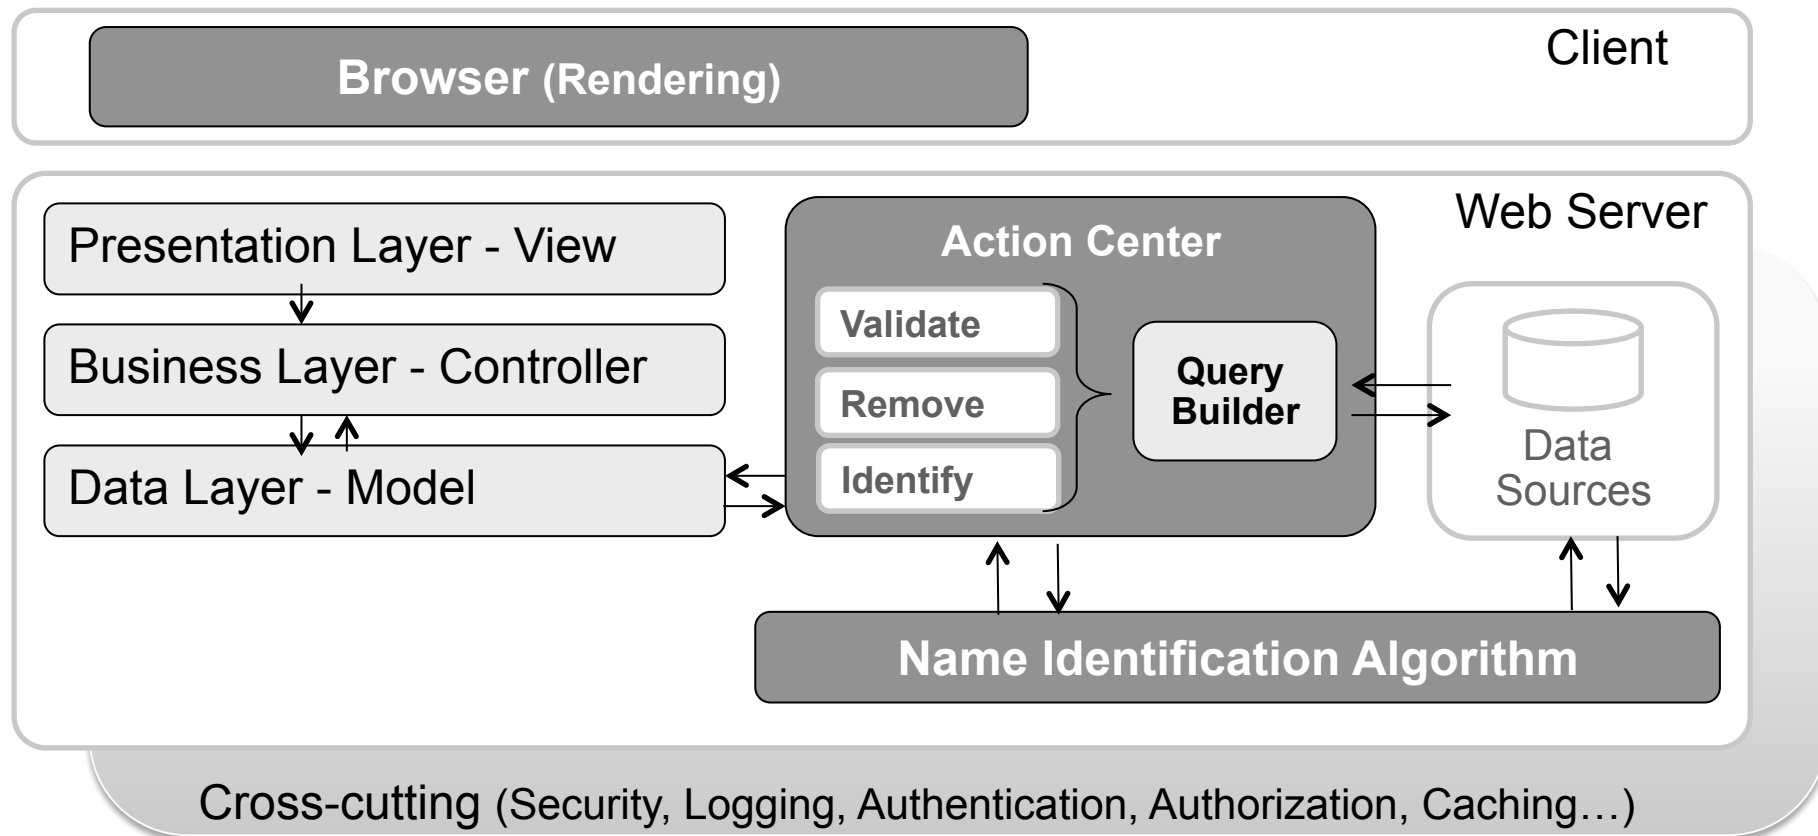 Client
Browser (Rendering)
Web Server
Presentation Layer - View
Business Layer - Controller
Data Layer - Model
Action Center
Validate
Remove
Identify
Query
Builder
Data
Sources
Name Identification Algorithm
Cross-cutting (Security, Logging, Authentication, Authorization, Caching…)